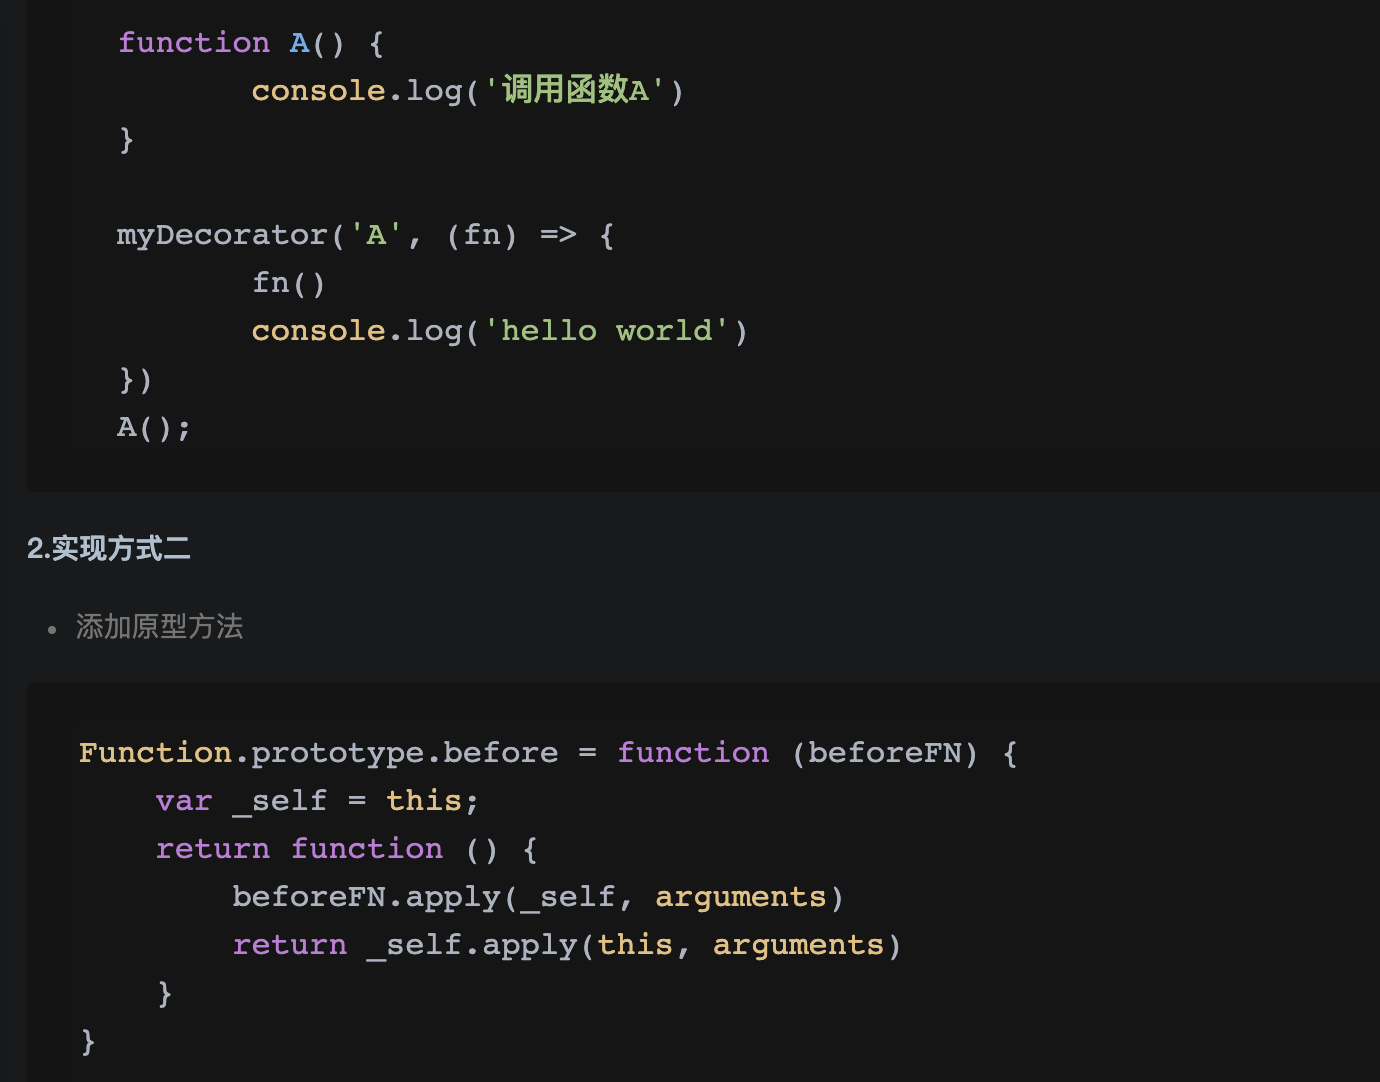 function A() {
console.log('调用函数A')
}
myDecorator('A', (fn) => {
fn()
console.log('hello world')
})
A();
2.实现方式二
• 添加原型方法
Function.prototype.before = function (beforeFN) {
var _self = this;
return function () {
beforeFN.apply(_self, arguments)
return _self.apply(this, arguments)
}
}